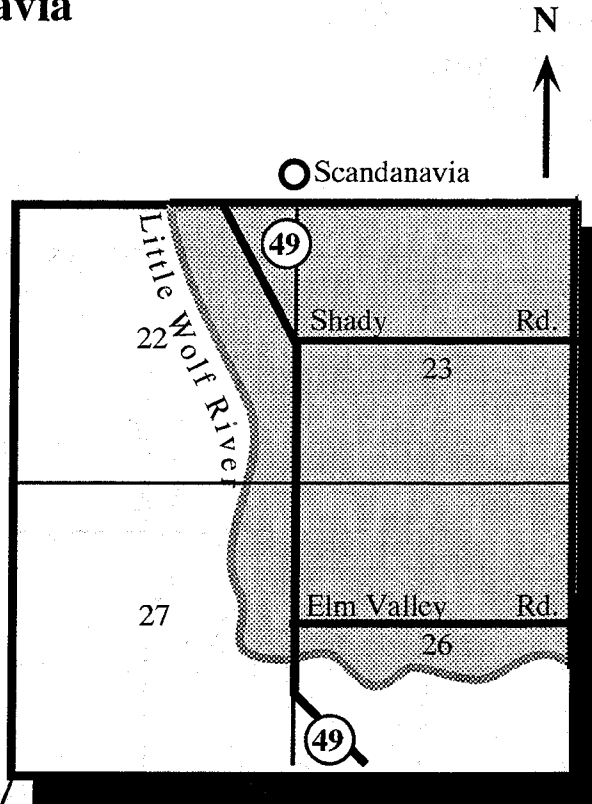 avia
N
Scandanavia
49
Shady Rd.
Little Wolf River
22
23
Elm Valley Rd.
27
26
49